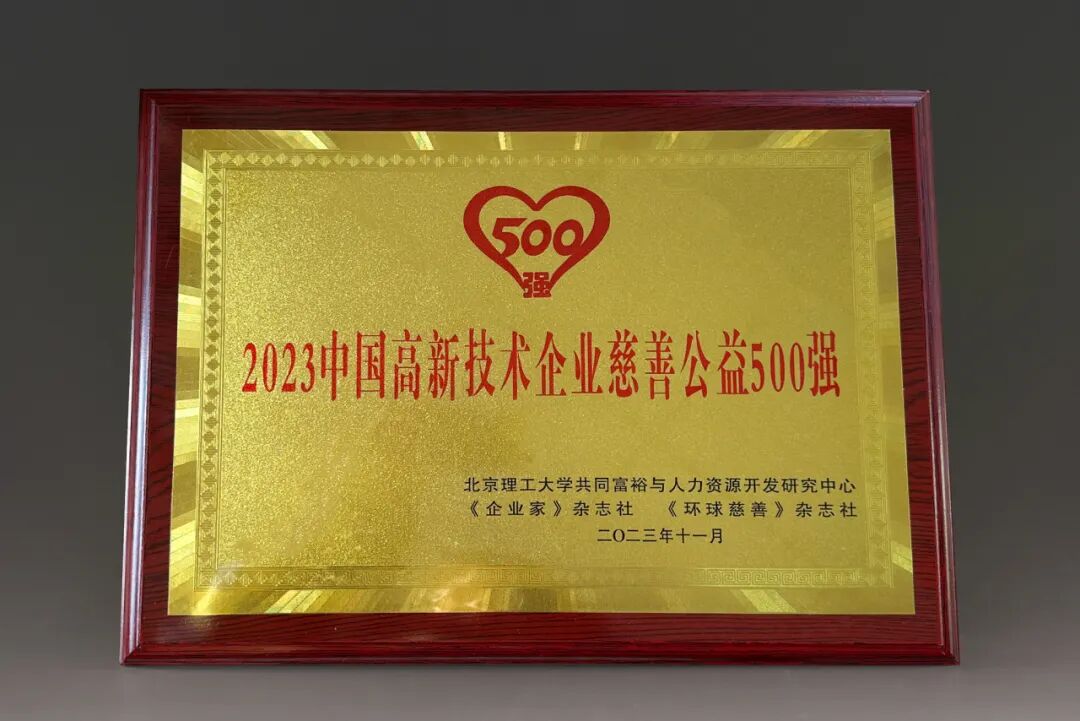 500
强
2023中国高新技术企业慈善公益500强
北京理工大学共同富裕与人力资源开发研究中心
《企业家》杂志社 《环球慈善》杂志社
二〇二三年十一月